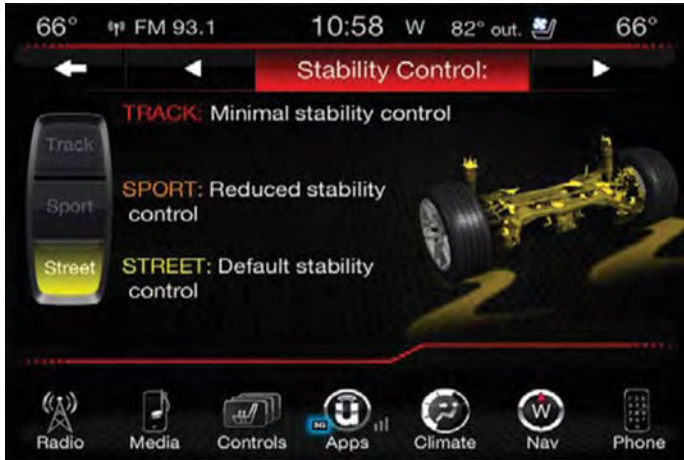 66° FM 93.1 10:58 W 82° out. 66°
Stability Control:
TRACK: Minimal stability control
Track
SPORT: Reduced stability
control
Sport
STREET: Default stability
control
Street
3G
W
Radio Media Controls Apps Climate Nav Phone